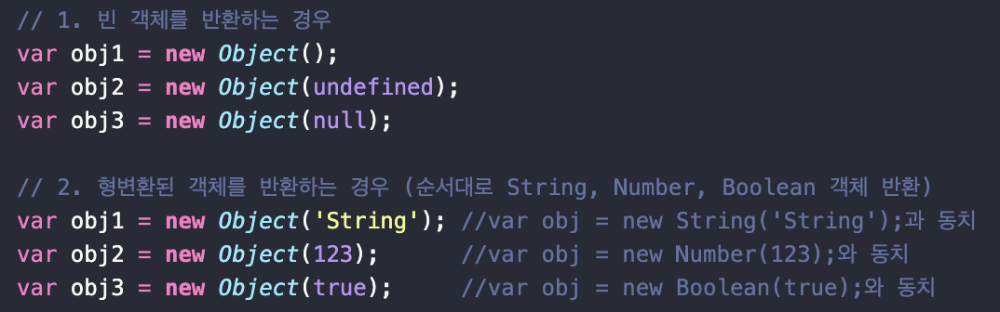 // 1. 빈 객체를 반환하는 경우
var obj1 = new Object();
var obj2 = new Object(undefined);
var obj3 = new Object(null);

// 2. 형변환된 객체를 반환하는 경우 (순서대로 String, Number, Boolean 객체 반환)
var obj1 = new Object('String'); //var obj = new String('String');과 동치
var obj2 = new Object(123);      //var obj = new Number(123);와 동치
var obj3 = new Object(true);     //var obj = new Boolean(true);와 동치